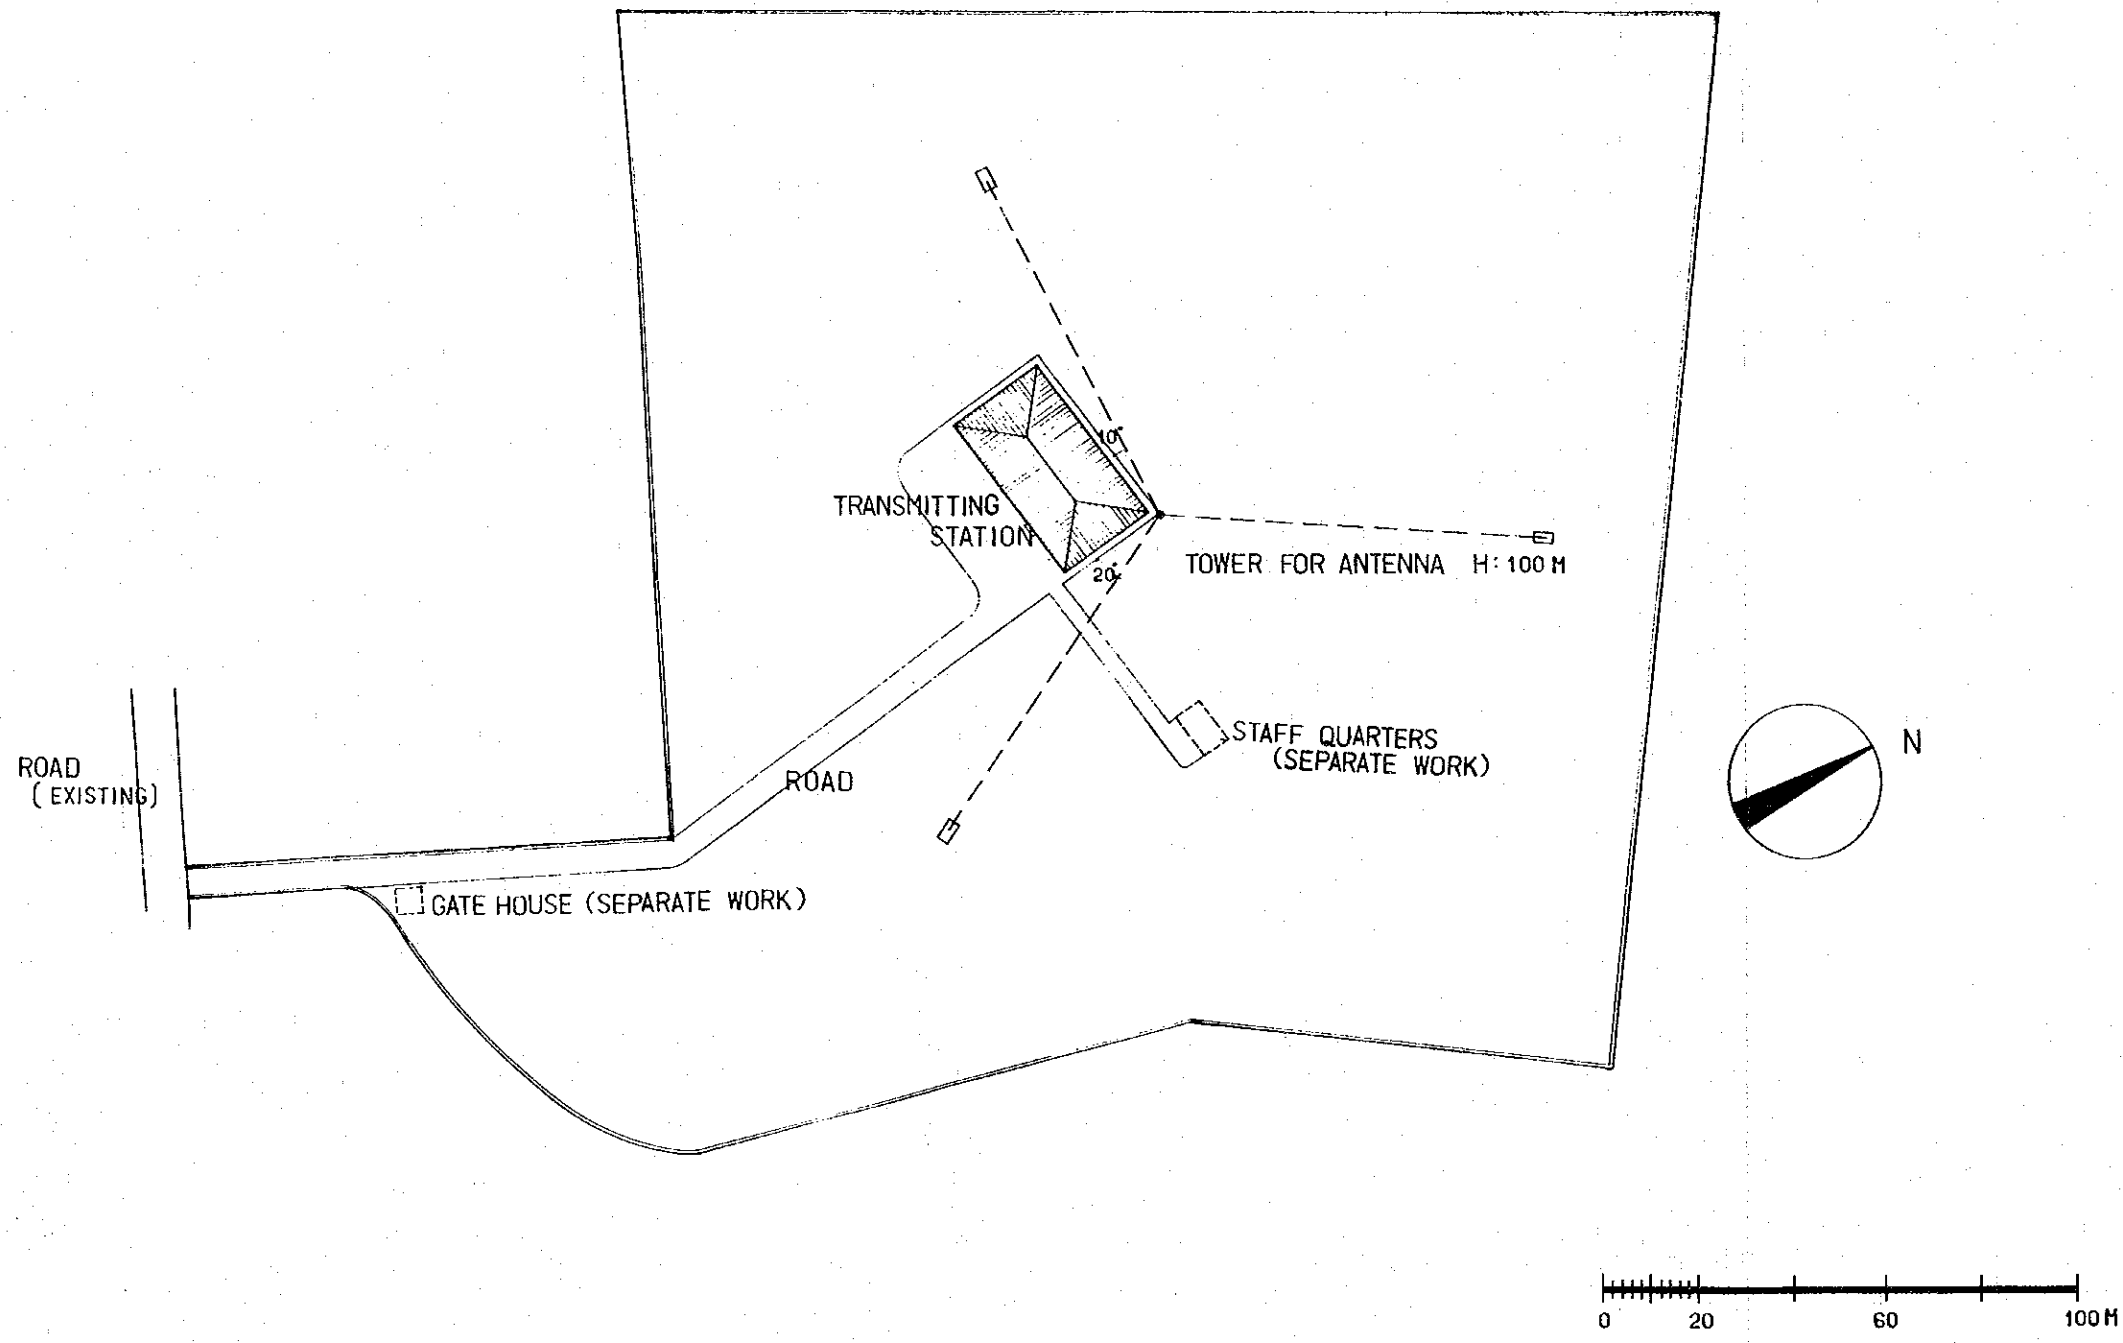 10°
TRANSMITTING
STATION
20°
TOWER FOR ANTENNA H:100 M
STAFF QUARTERS
(SEPARATE WORK)
N
ROAD
(EXISTING)
ROAD
GATE HOUSE (SEPARATE WORK)
0 20 60 100 M